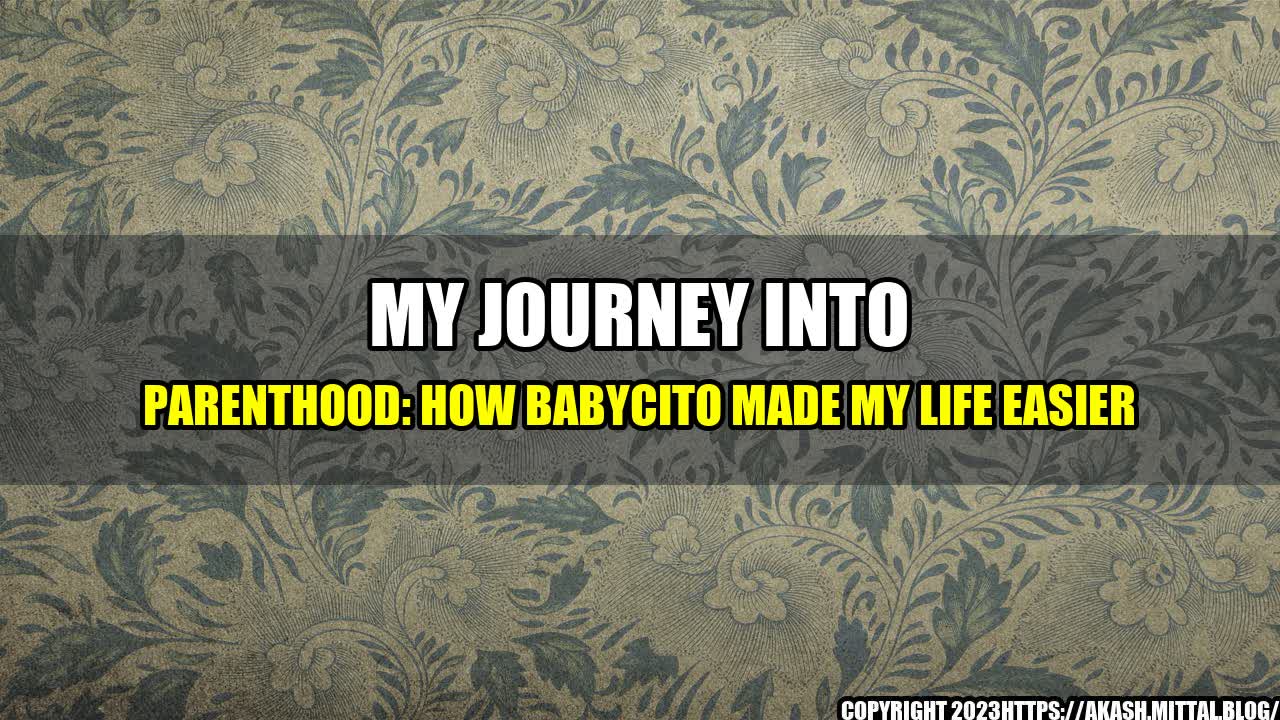 MY JOURNEY INTO
PARENTHOOD: HOW BABYCITO MADE MY LIFE EASIER
COPYRIGHT 2023HTTPS://AKASH.MITTAL.BLOG/